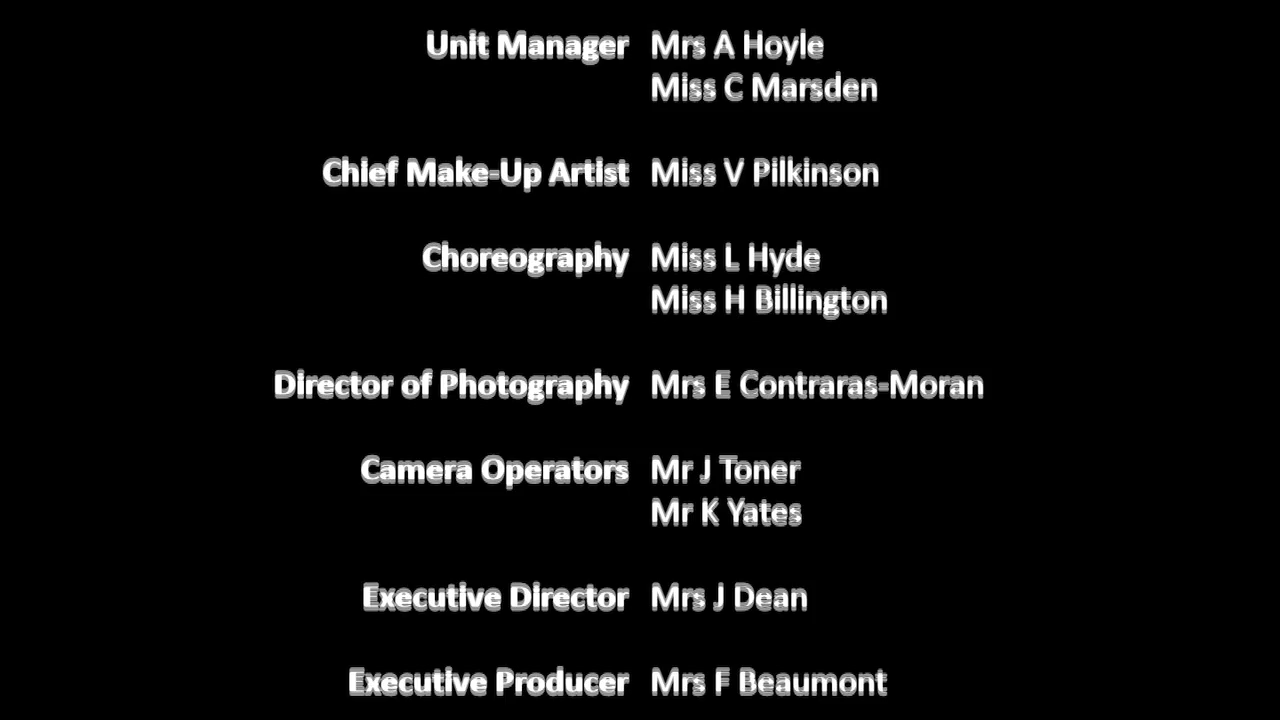 Unit Manager Mrs A Hoyle
Miss C Marsden
Chief Make-Up Artist Miss V Pilkinson
Choreography Miss L Hyde
Miss H Billington
Director of Photography Mrs E Contraras-Moran
Camera Operators Mr J Toner
Mr K Yates
Executive Director Mrs J Dean
Executive Producer Mrs F Beaumont